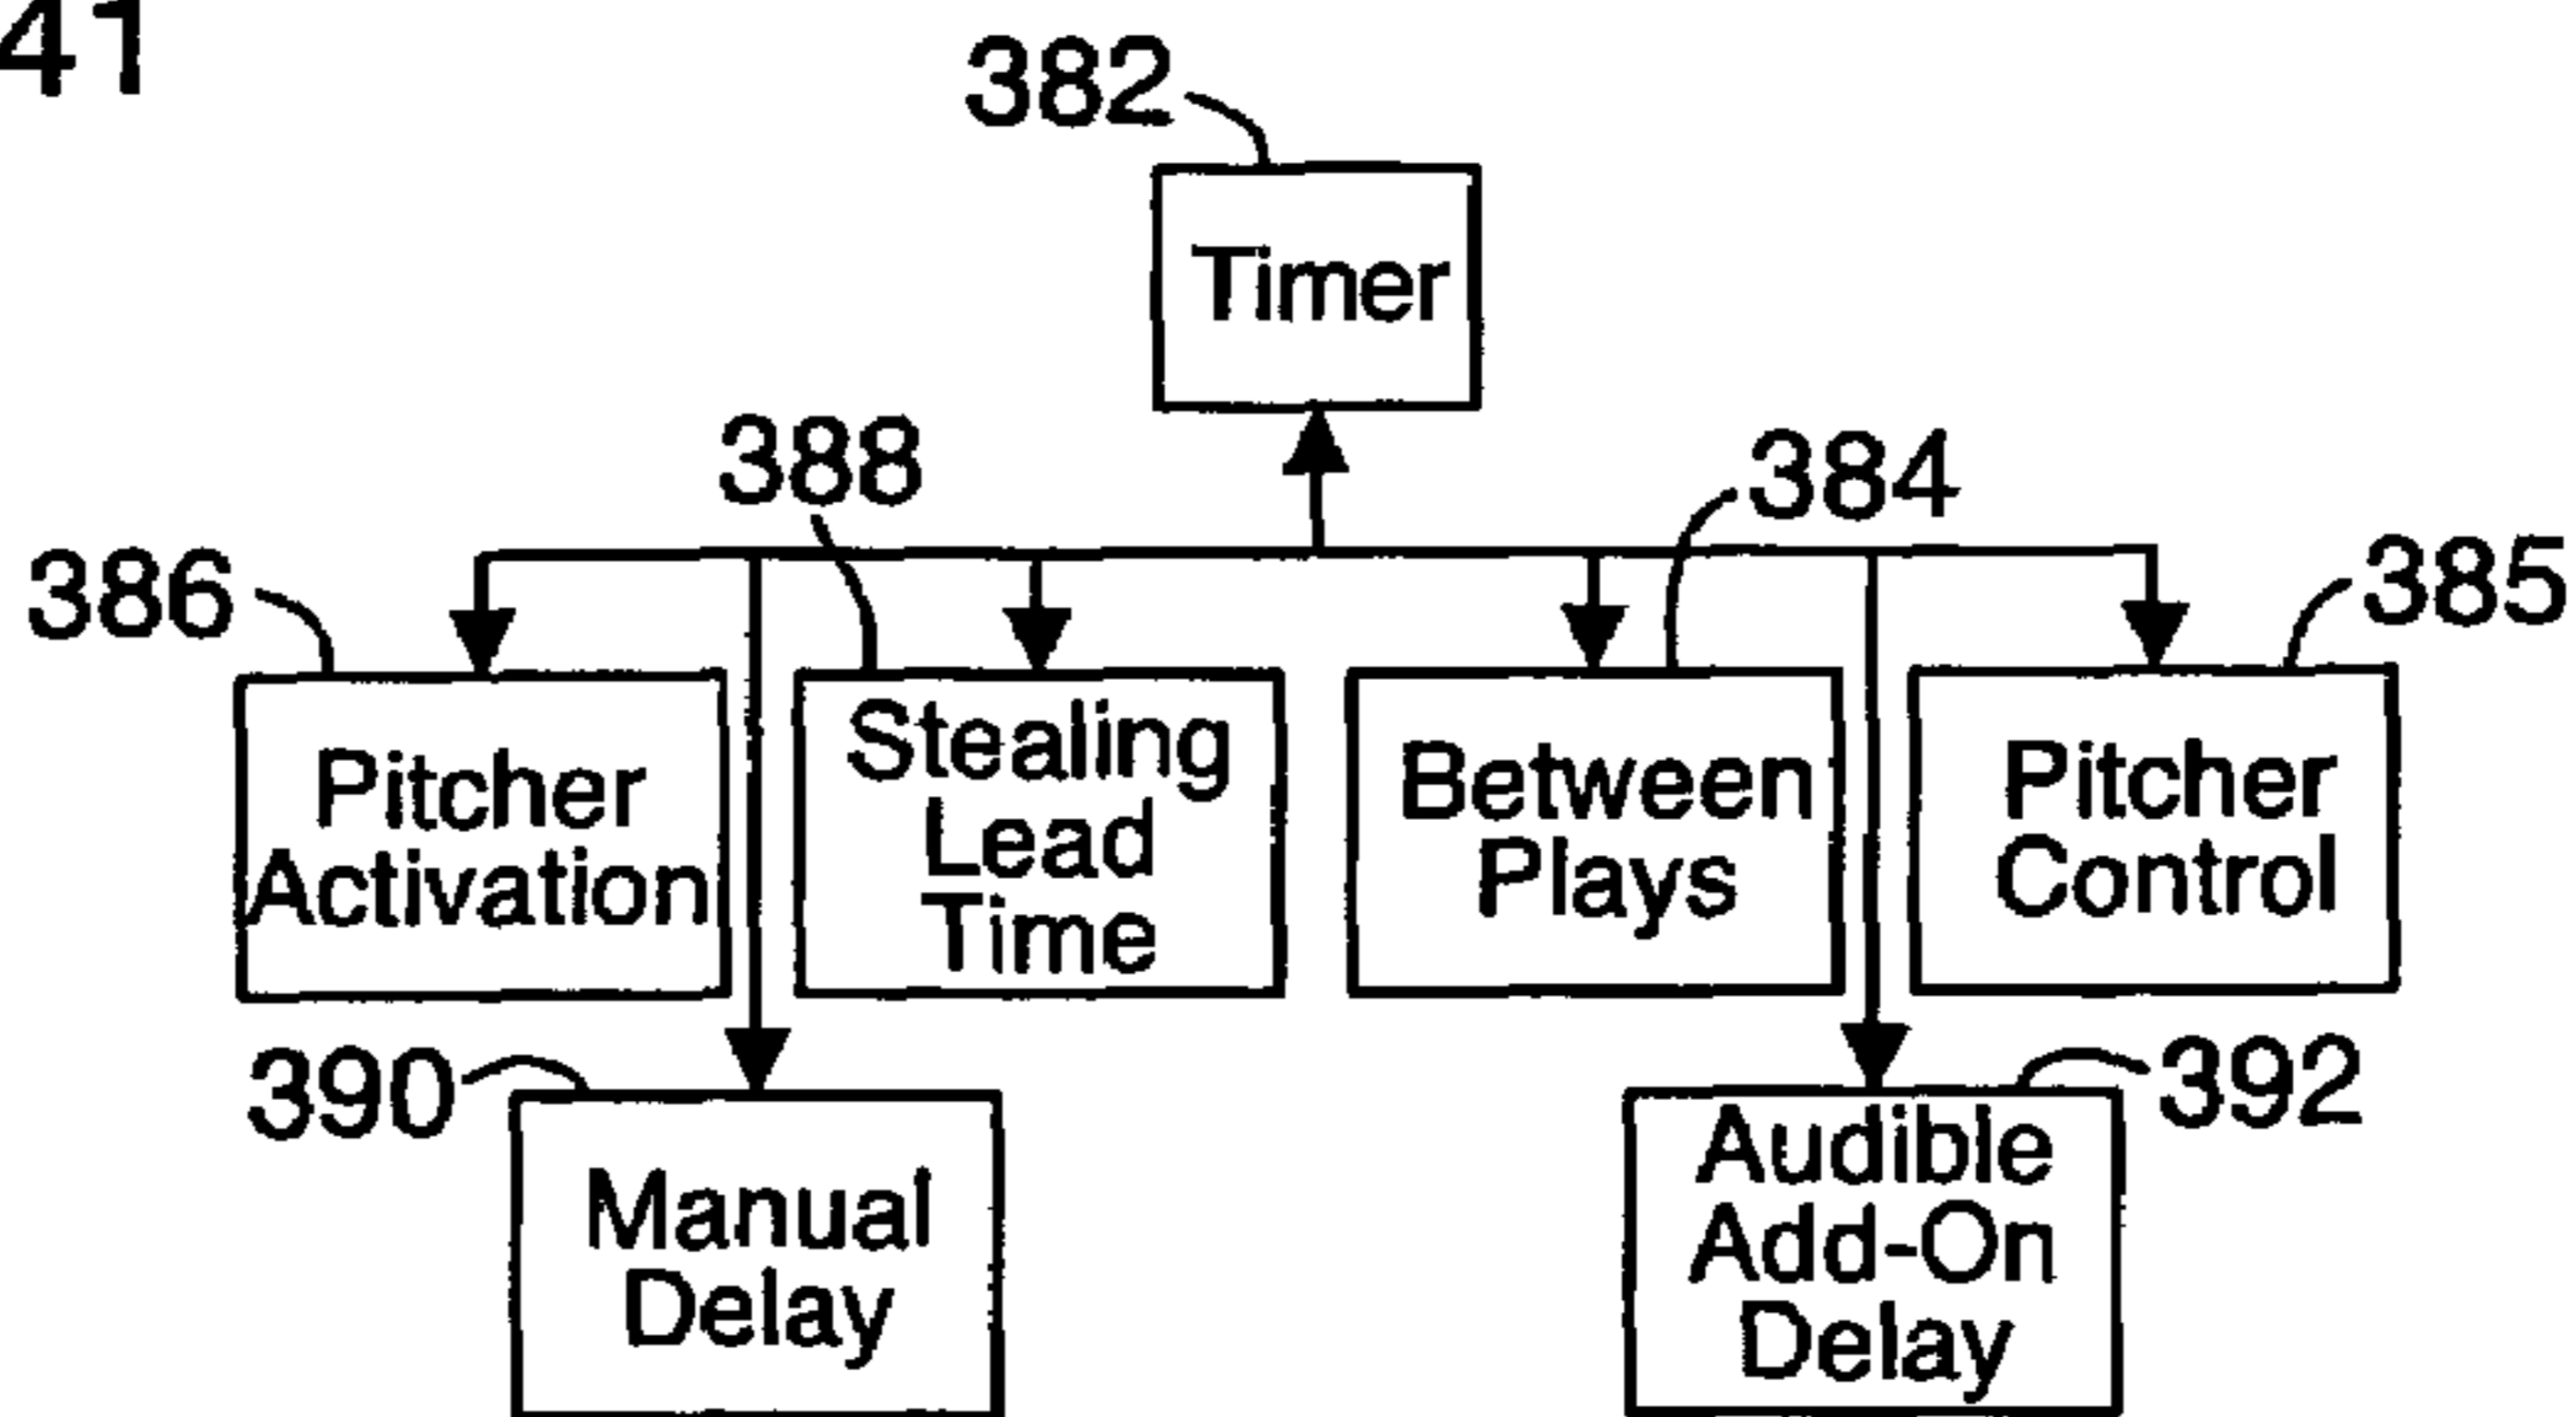 41
382
Timer
388
384
386
385
Pitcher
Activation
Stealing
Lead
Time
Between
Plays
Pitcher
Control
390
392
Manual
Delay
Audible
Add-On
Delay